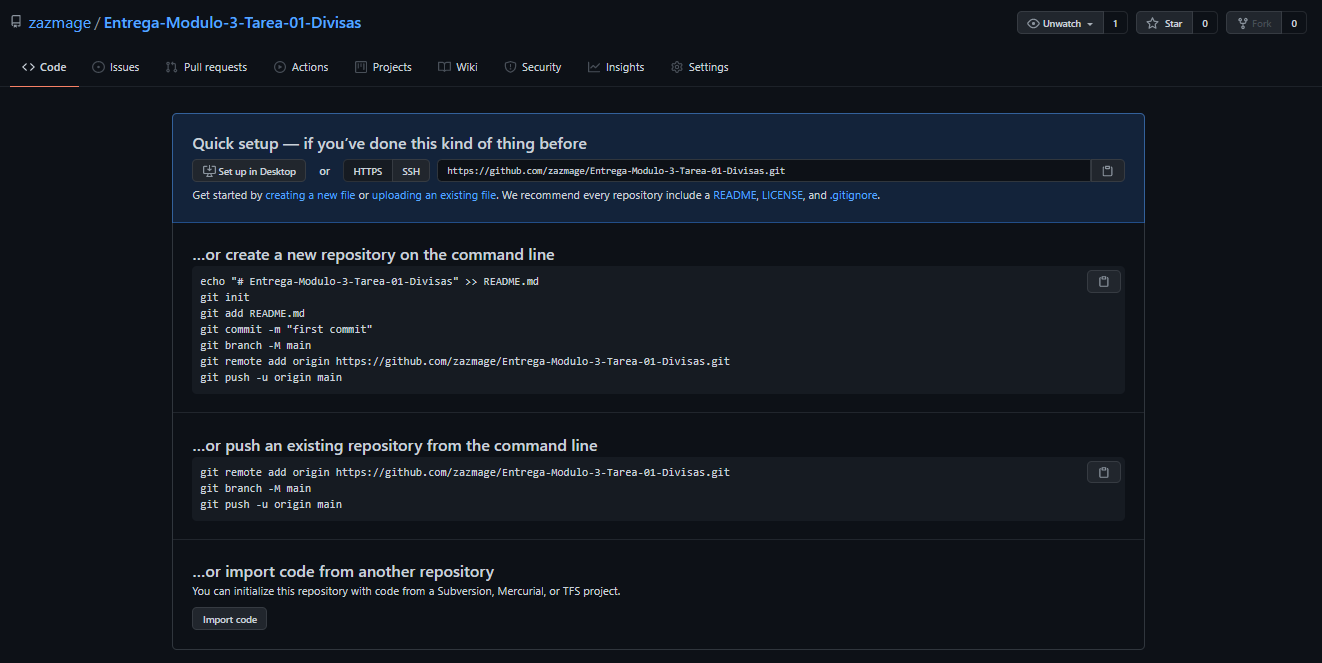 zazmage / Entrega-Modulo-3-Tarea-01-Divisas
Unwatch 1 Star 0 Fork 0
Code Issues Pull requests Actions Projects Wiki Security Insights Settings
Quick setup — if you’ve done this kind of thing before
Set up in Desktop or HTTPS SSH https://github.com/zazmage/Entrega-Modulo-3-Tarea-01-Divisas.git
Get started by creating a new file or uploading an existing file. We recommend every repository include a README, LICENSE, and .gitignore.
…or create a new repository on the command line
echo "# Entrega-Modulo-3-Tarea-01-Divisas" >> README.md
git init
git add README.md
git commit -m "first commit"
git branch -M main
git remote add origin https://github.com/zazmage/Entrega-Modulo-3-Tarea-01-Divisas.git
git push -u origin main
…or push an existing repository from the command line
git remote add origin https://github.com/zazmage/Entrega-Modulo-3-Tarea-01-Divisas.git
git branch -M main
git push -u origin main
…or import code from another repository
You can initialize this repository with code from a Subversion, Mercurial, or TFS project.
Import code